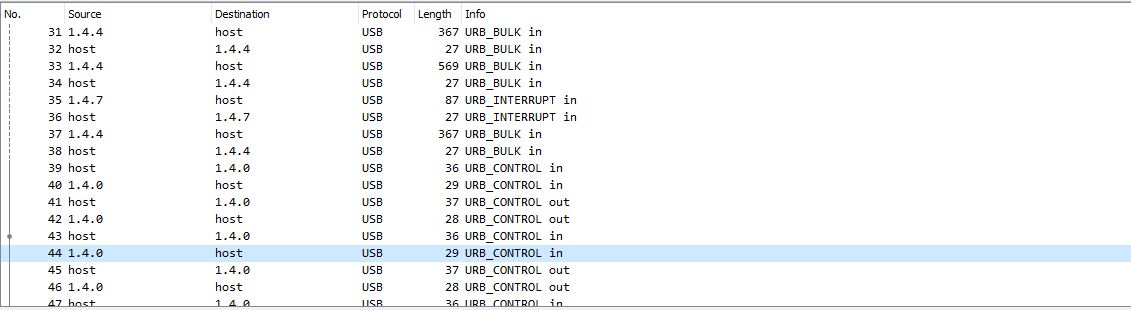 No. Source Destination Protocol Length Info
31 1.4.4 host USB 367 URB_BULK in
32 host 1.4.4 USB 27 URB_BULK in
33 1.4.4 host USB 569 URB_BULK in
34 host 1.4.4 USB 27 URB_BULK in
35 1.4.7 host USB 87 URB_INTERRUPT in
36 host 1.4.7 USB 27 URB_INTERRUPT in
37 1.4.4 host USB 367 URB_BULK in
38 host 1.4.4 USB 27 URB_BULK in
39 host 1.4.0 USB 36 URB_CONTROL in
40 1.4.0 host USB 29 URB_CONTROL in
41 host 1.4.0 USB 37 URB_CONTROL out
42 1.4.0 host USB 28 URB_CONTROL out
43 host 1.4.0 USB 36 URB_CONTROL in
44 1.4.0 host USB 29 URB_CONTROL in
45 host 1.4.0 USB 37 URB_CONTROL out
46 1.4.0 host USB 28 URB_CONTROL out
47 host 1.4.0 USB 36 URB_CONTROL in